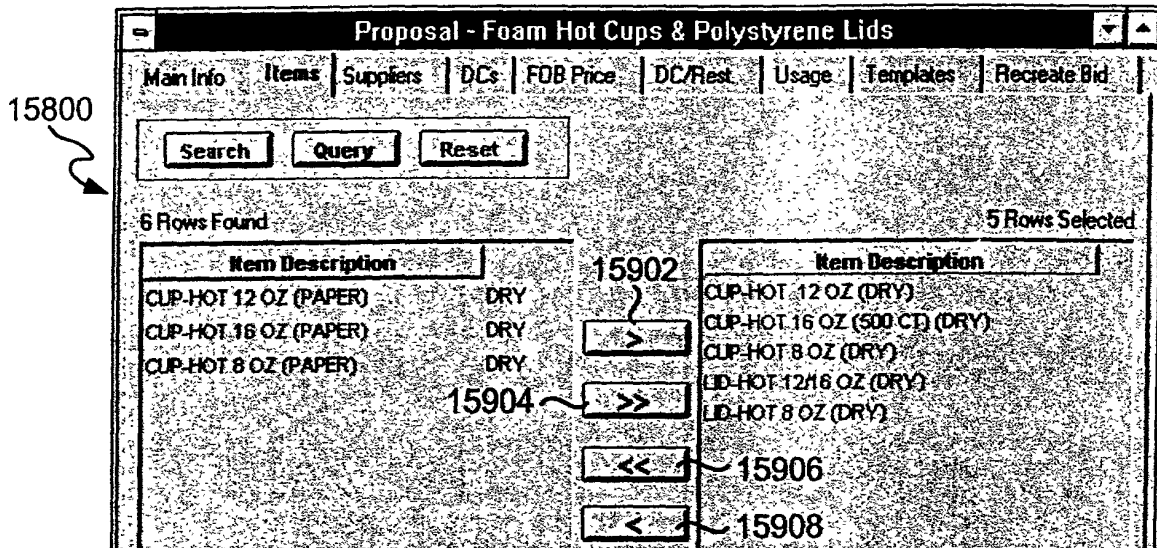 Proposal - Foam Hot Cups & Polystyrene Lids
Main Info Items Suppliers DCs FOB Price DC/Rest. Usage Templates Recreate Bid
15800
Search Query Reset
6 Rows Found 5 Rows Selected
Item Description 15902 Item Description
CUP-HOT 12 OZ (PAPER) DRY CUP-HOT 12 OZ (DRY)
CUP-HOT 16 OZ (PAPER) DRY > CUP-HOT 16 OZ (500 CT) (DRY)
CUP-HOT 8 OZ (PAPER) DRY CUP-HOT 8 OZ (DRY)
LID-HOT 12/16 OZ (DRY)
15904 >> LID-HOT 8 OZ (DRY)
<< 15906
< 15908